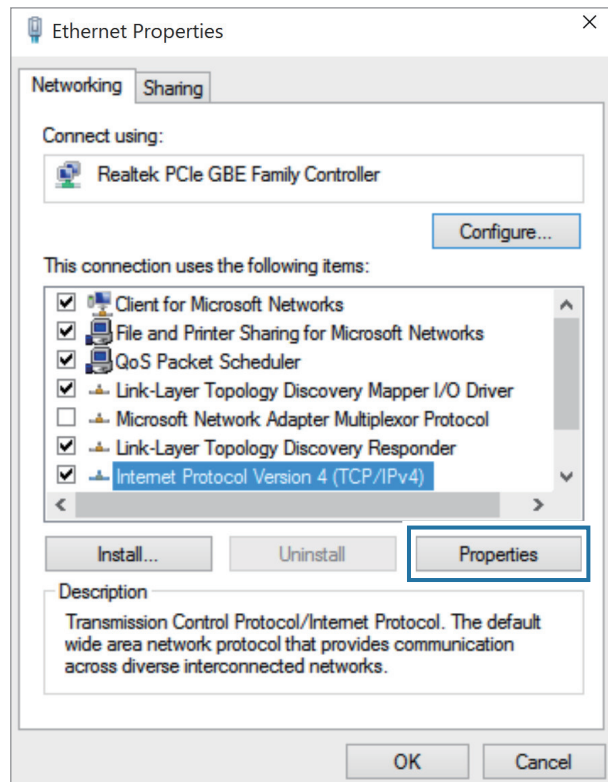 Ethernet Properties
Networking
Sharing
Connect using:
Realtek PCIe GBE Family Controller
Configure...
This connection uses the following items:
Client for Microsoft Networks
File and Printer Sharing for Microsoft Networks
QoS Packet Scheduler
Link-Layer Topology Discovery Mapper I/O Driver
Microsoft Network Adapter Multiplexor Protocol
Link-Layer Topology Discovery Responder
Internet Protocol Version 4 (TCP/IPv4)
Install...
Uninstall
Properties
Description
Transmission Control Protocol/Internet Protocol. The default
wide area network protocol that provides communication
across diverse interconnected networks.
OK
Cancel